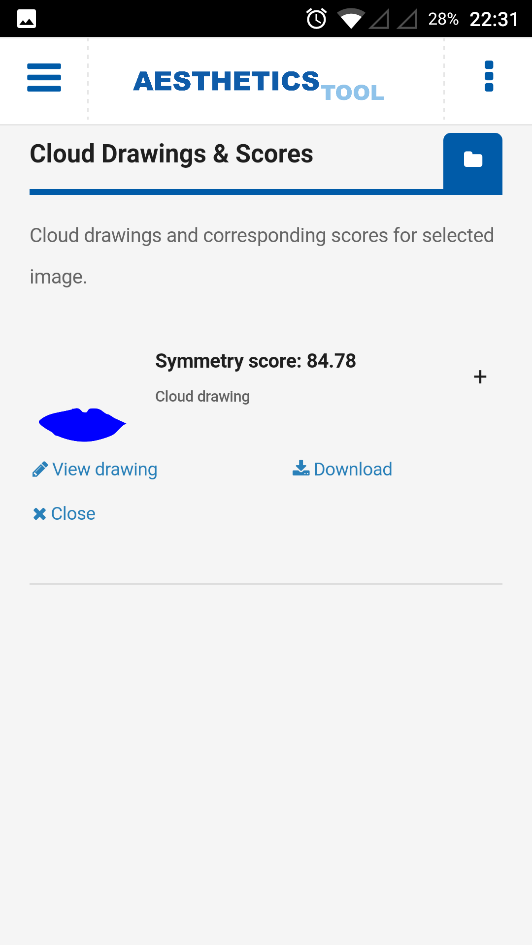 28% 22:31
AESTHETICS TOOL
Cloud Drawings & Scores
Cloud drawings and corresponding scores for selected
image.
Symmetry score: 84.78
Cloud drawing
View drawing
Download
Close